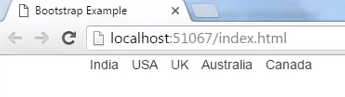 Bootstrap Example
localhost:51067/index.html
India USA UK Australia Canada